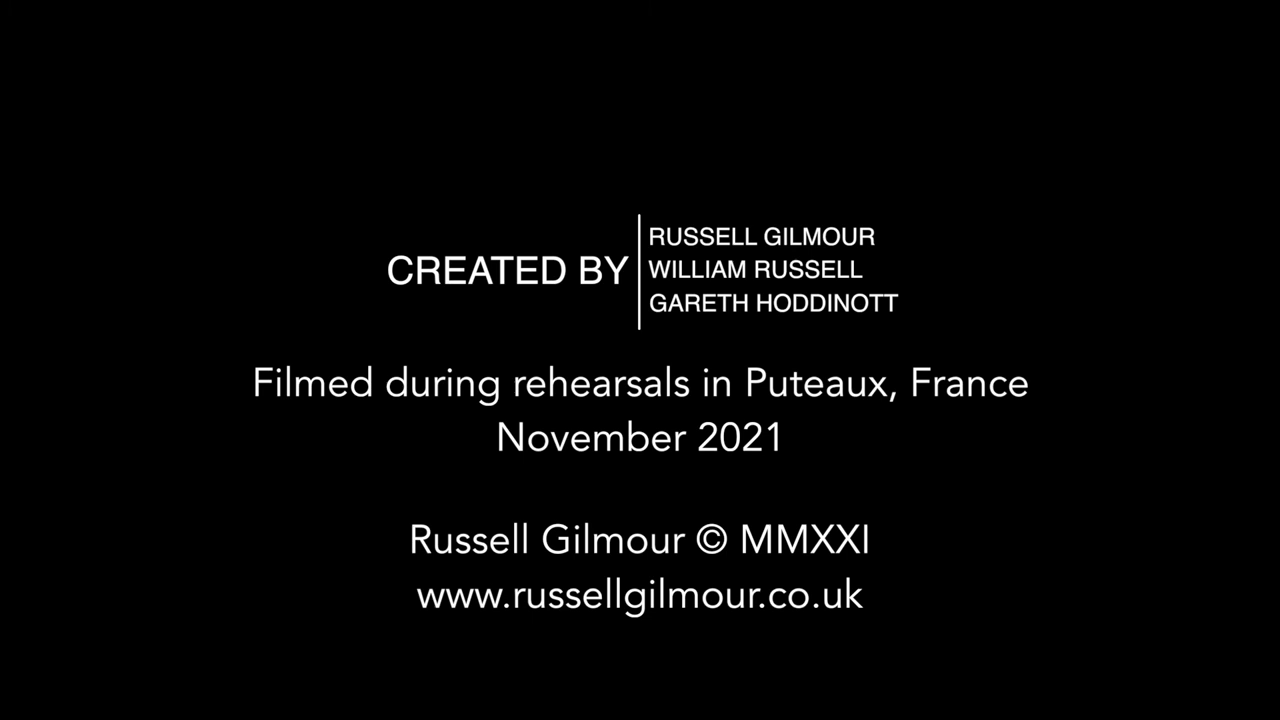 CREATED BY
RUSSELL GILMOUR
WILLIAM RUSSELL
GARETH HODDINOTT
Filmed during rehearsals in Puteaux, France
November 2021
Russell Gilmour © MMXXI
www.russellgilmour.co.uk